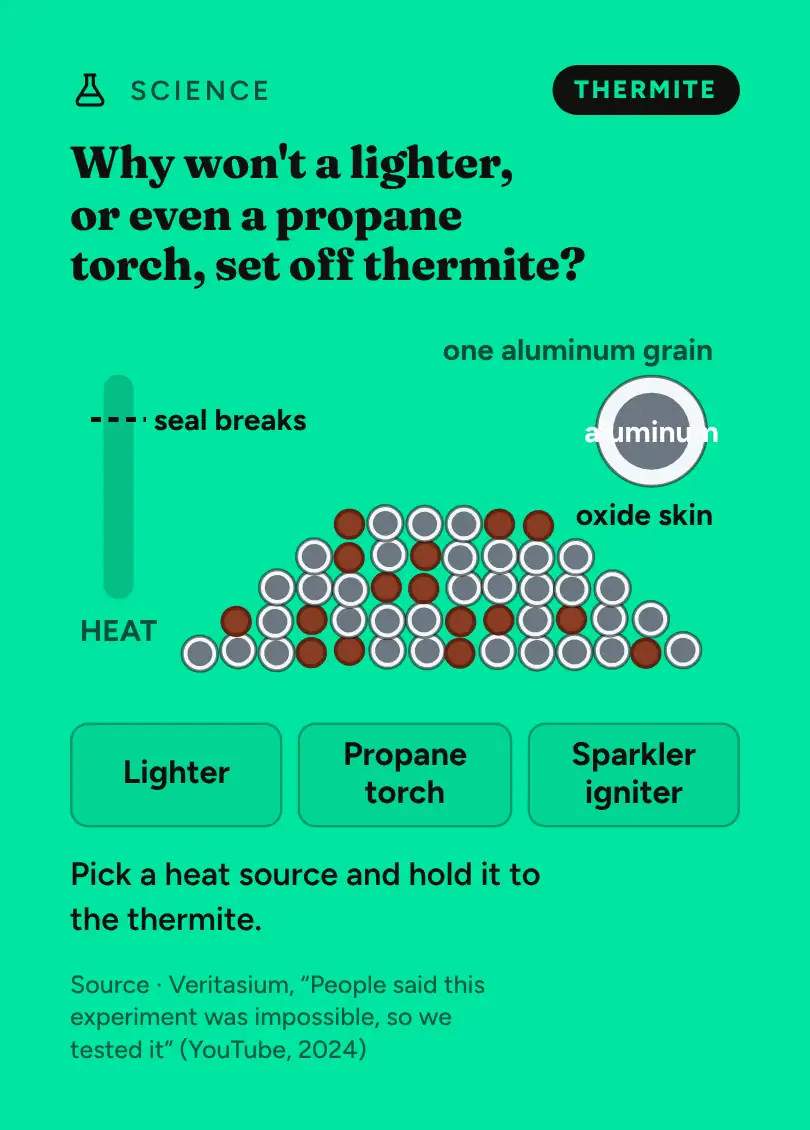 SCIENCE
THERMITE
Why won't a lighter,
or even a propane
torch, set off thermite?
one aluminum grain
seal breaks
aluminum
oxide skin
HEAT
Lighter
Propane
torch
Sparkler
igniter
Pick a heat source and hold it to
the thermite.
Source · Veritasium, “People said this
experiment was impossible, so we
tested it” (YouTube, 2024)